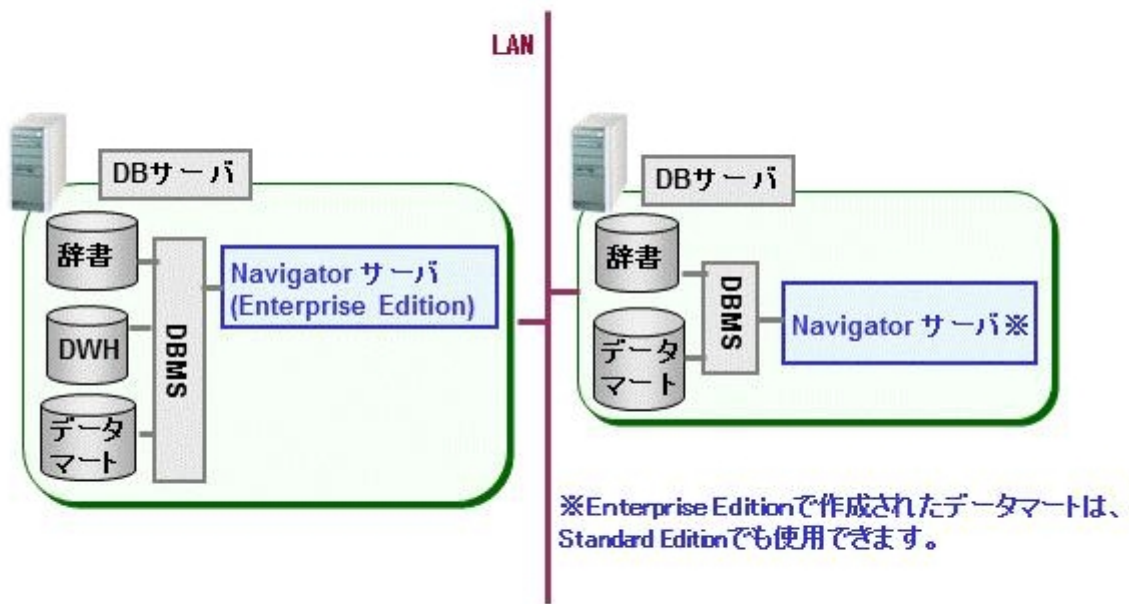 LAN
DBサーバ
辞書
DWH
データ
マート
DBMS
Navigator サーバ
(Enterprise Edition)
DBサーバ
辞書
データ
マート
DBMS
Navigator サーバ※
※Enterprise Editionで作成されたデータマートは、
Standard Editionでも使用できます。